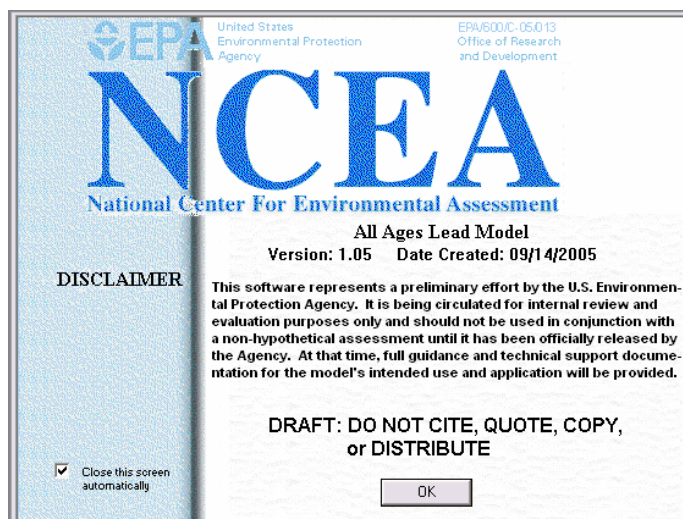 EPA
United States
Environmental Protection
Agency
EPA/600/C-05/013
Office of Research
and Development
NCEA
National Center For Environmental Assessment
All Ages Lead Model
Version: 1.05 Date Created: 09/14/2005
DISCLAIMER
This software represents a preliminary effort by the U.S. Environmen-
tal Protection Agency. It is being circulated for internal review and
evaluation purposes only and should not be used in conjunction with
a non-hypothetical assessment until it has been officially released by
the Agency. At that time, full guidance and technical support docume-
ntation for the model's intended use and application will be provided.
DRAFT: DO NOT CITE, QUOTE, COPY,
or DISTRIBUTE
Close this screen
automatically
OK